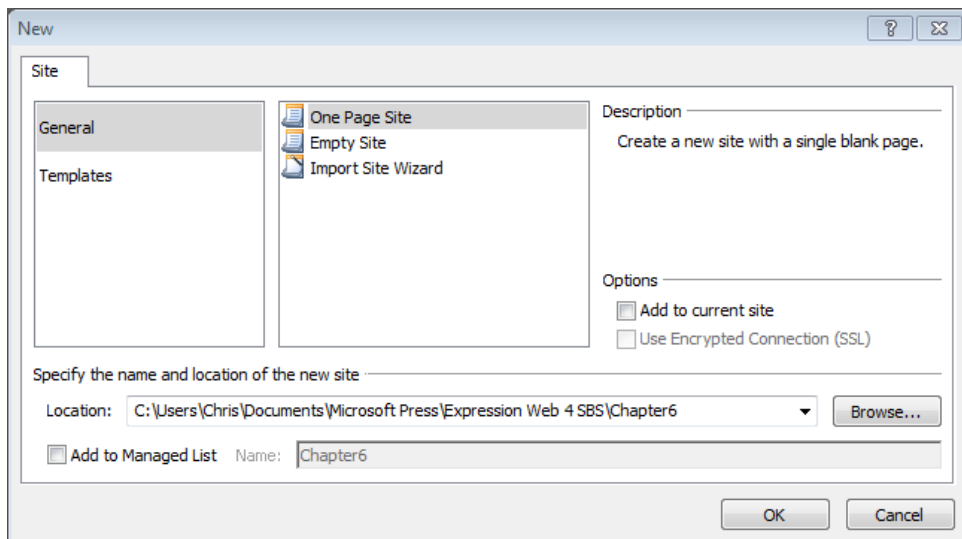 New
Site
General
Templates
One Page Site
Empty Site
Import Site Wizard
Description
Create a new site with a single blank page.
Options
Add to current site
Use Encrypted Connection (SSL)
Specify the name and location of the new site
Location: C:\Users\Chris\Documents\Microsoft Press\Expression Web 4 SBS\Chapter6 Browse...
Add to Managed List Name: Chapter6
OK Cancel